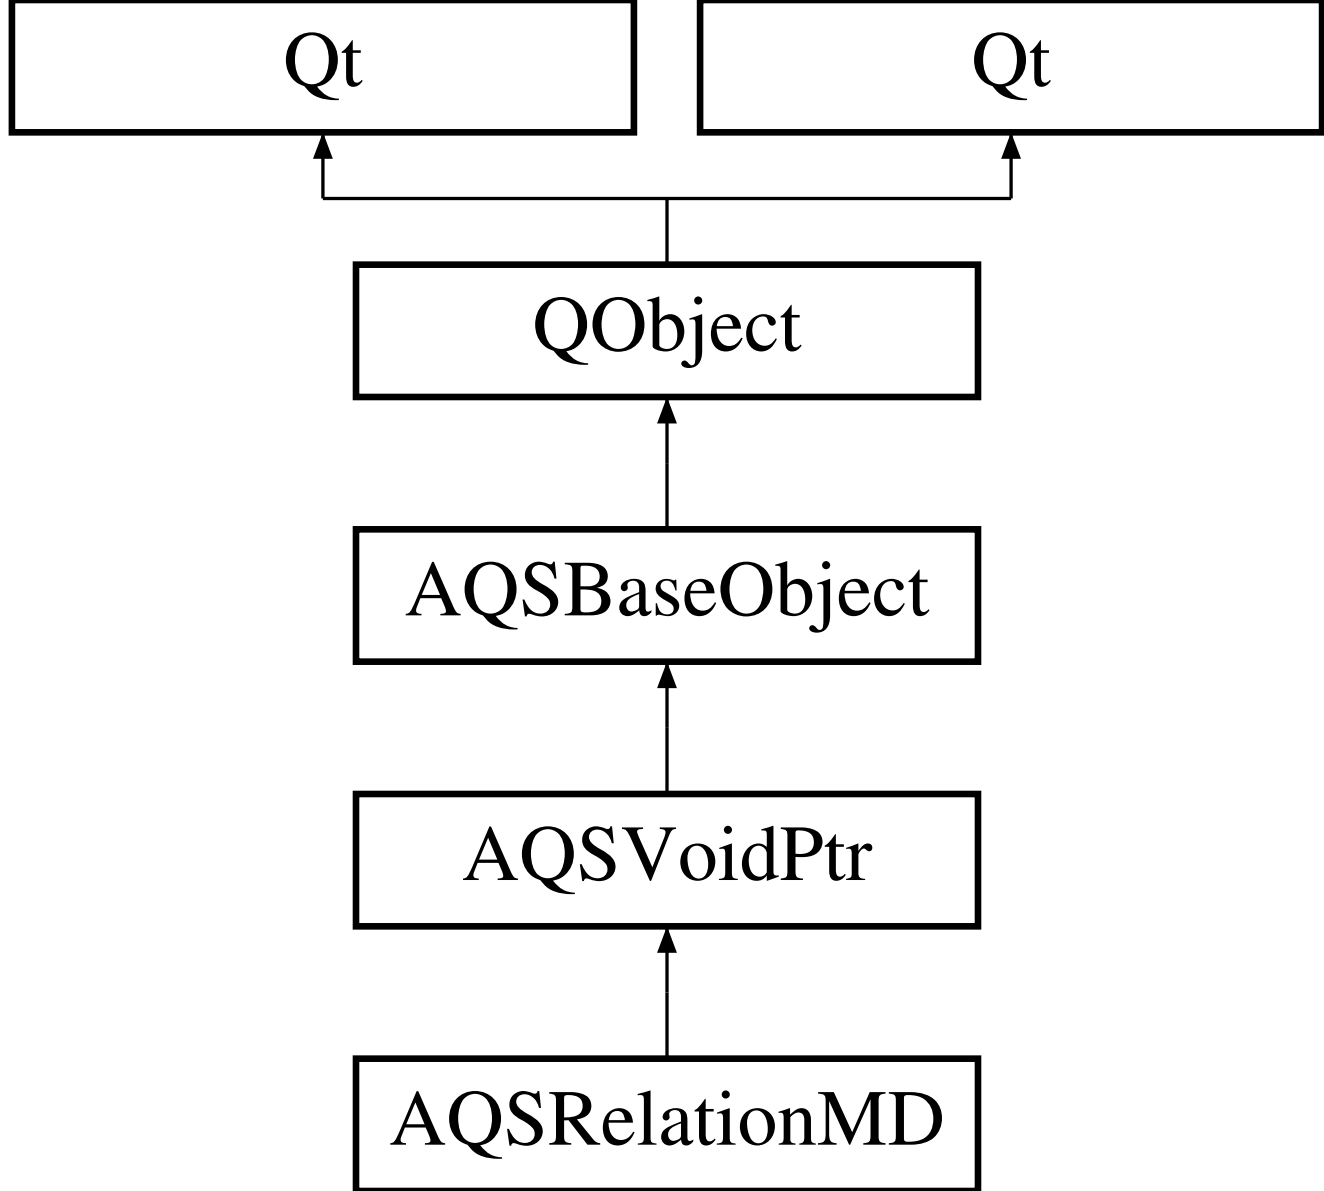 Qt
Qt
QObject
AQSBaseObject
AQSVoidPtr
AQSRelationMD